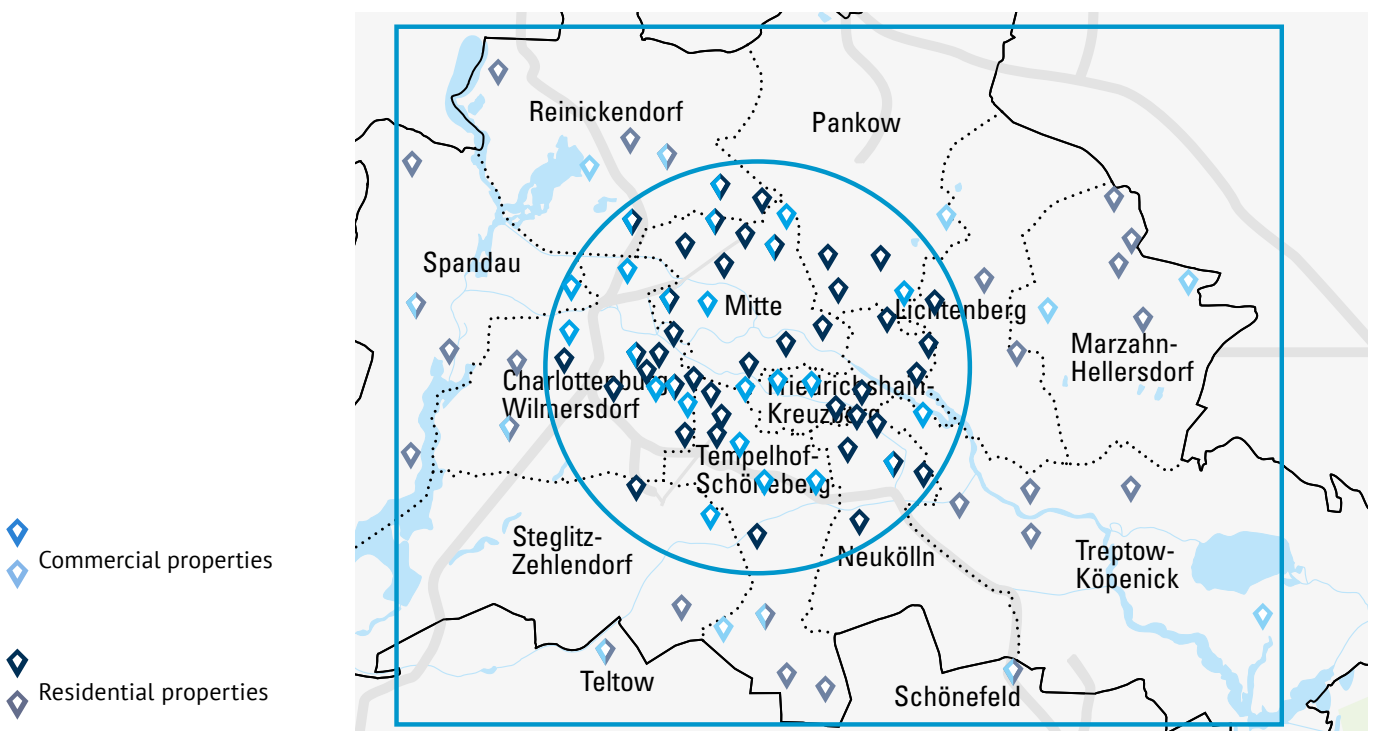 Reinickendorf
Pankow
Spandau
Mitte
Lichtenberg
Marzahn-
Hellersdorf
Charlottenburg
Wilmersdorf
Friedrichshain-
Kreuzberg
Tempelhof-
Schöneberg
Steglitz-
Zehlendorf
Neukölln
Treptow-
Köpenick
Teltow
Schönefeld
Commercial properties
Residential properties